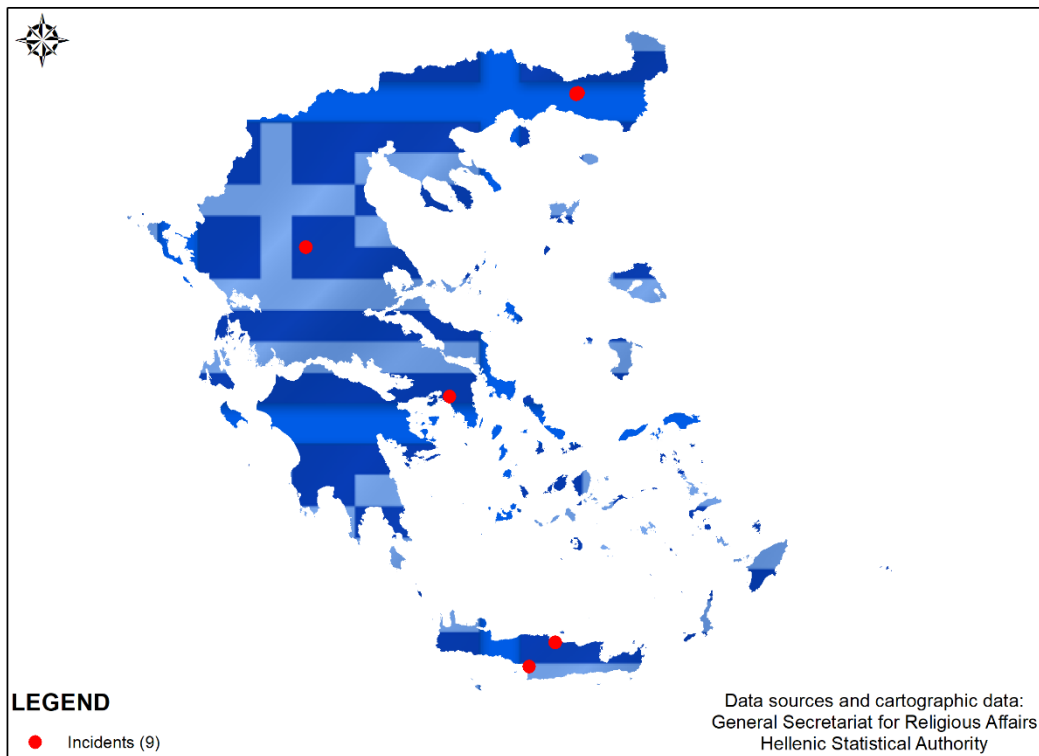 LEGEND
Incidents (9)
Data sources and cartographic data:
General Secretariat for Religious Affairs
Hellenic Statistical Authority